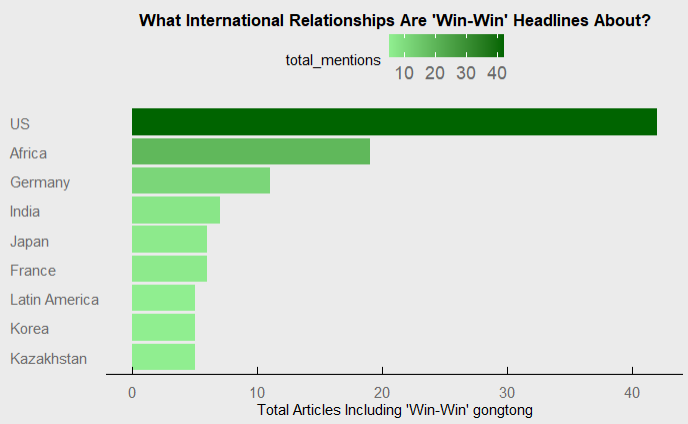 What International Relationships Are 'Win-Win' Headlines About?
total_mentions
10 20 30 40
US
Africa
Germany
India
Japan
France
Latin America
Korea
Kazakhstan
0 10 20 30 40
Total Articles Including 'Win-Win' gongtong